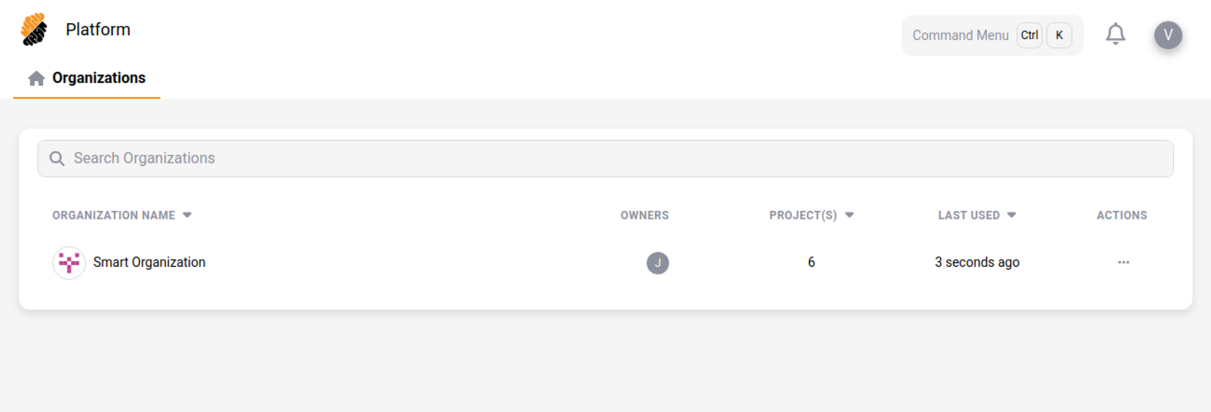 Platform
Command Menu Ctrl K
V
Organizations
Search Organizations
ORGANIZATION NAME OWNERS PROJECT(S) LAST USED ACTIONS
Smart Organization J 6 3 seconds ago ...